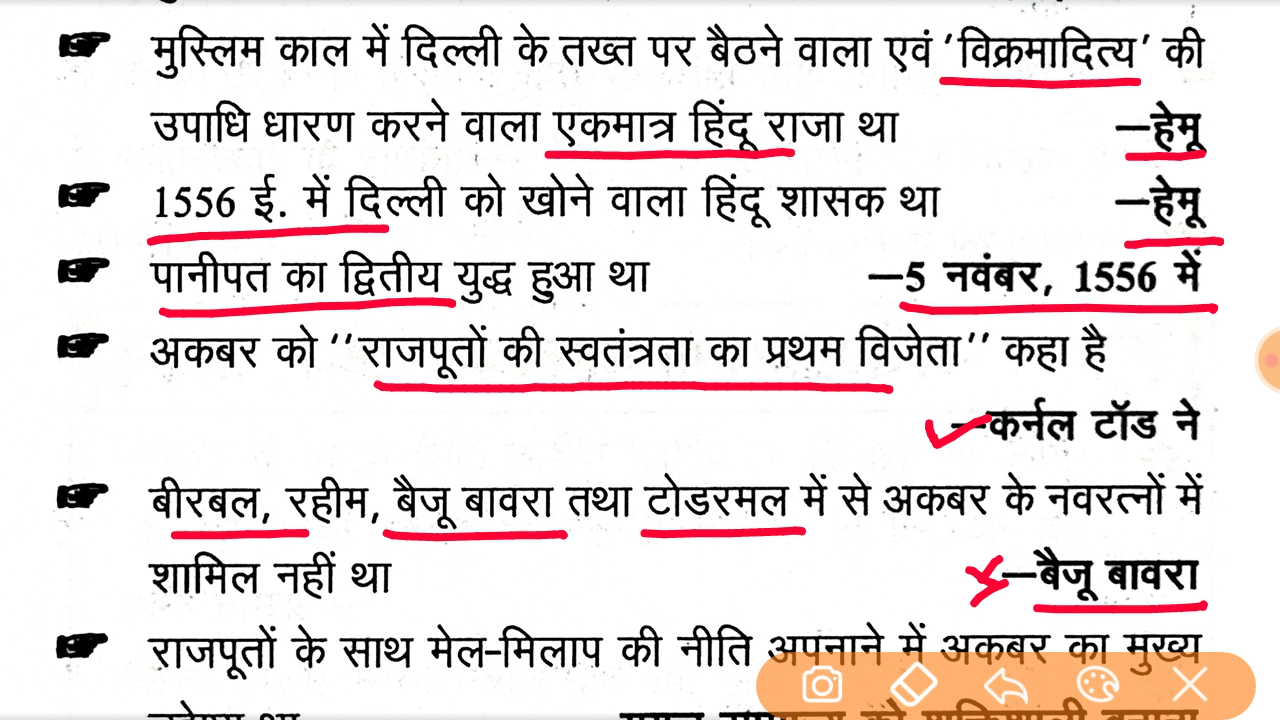 मुस्लिम काल में दिल्ली के तख्त पर बैठने वाला एवं ‘विक्रमादित्य’ की
उपाधि धारण करने वाला एकमात्र हिंदू राजा था —हेमू
1556 ई. में दिल्ली को खोने वाला हिंदू शासक था —हेमू
पानीपत का द्वितीय युद्ध हुआ था —5 नवंबर, 1556 में
अकबर को ‘‘राजपूतों की स्वतंत्रता का प्रथम विजेता’’ कहा है
—कर्नल टॉड ने
बीरबल, रहीम, बैजू बावरा तथा टोडरमल में से अकबर के नवरत्नों में
शामिल नहीं था —बैजू बावरा
राजपूतों के साथ मेल-मिलाप की नीति अपनाने में अकबर का मुख्य